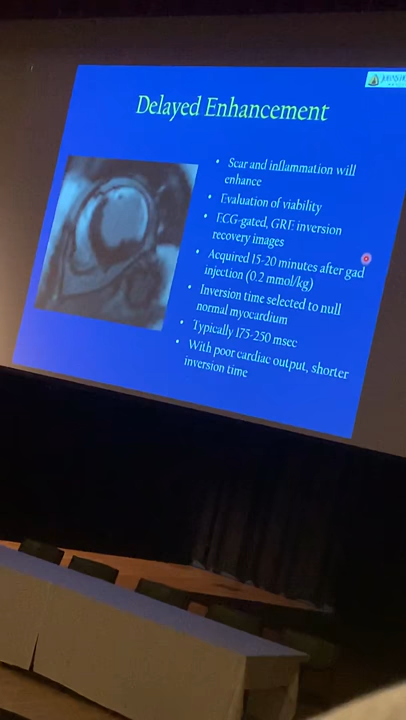 Delayed Enhancement
• Scar and inflammation will
enhance
• Evaluation of viability
• ECG-gated, GRE inversion
recovery images
• Acquired 15-20 minutes after gad
injection (0.2 mmol/kg)
• Inversion time selected to null
normal myocardium
• Typically 175-250 msec
• With poor cardiac output, shorter
inversion time